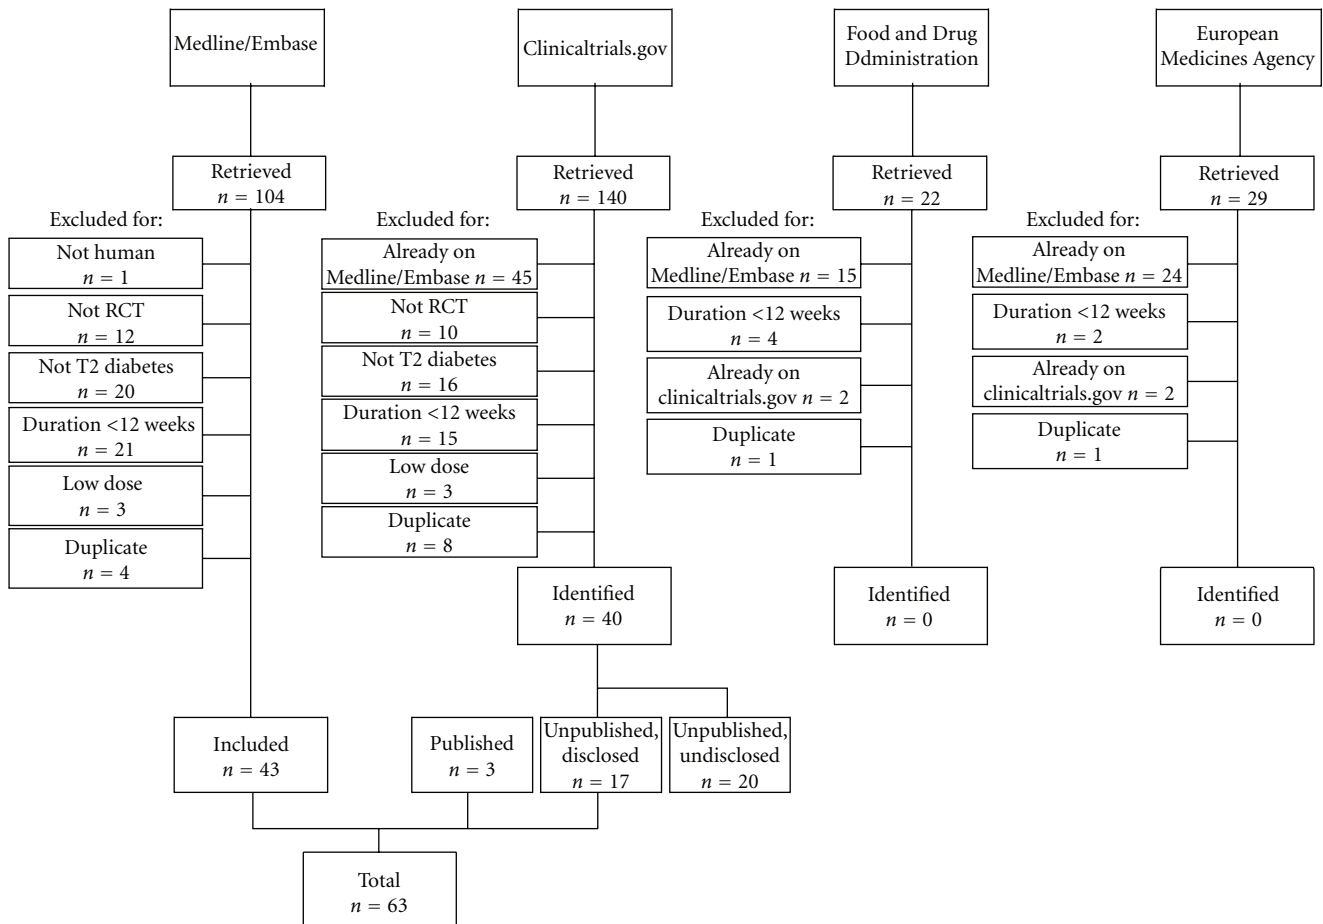 Medline/Embase
Clinicaltrials.gov
Food and Drug
Ddministration
European
Medicines Agency
Retrieved
n = 104
Retrieved
n = 140
Retrieved
n = 22
Retrieved
n = 29
Excluded for:
Not human
n = 1
Not RCT
n = 12
Not T2 diabetes
n = 20
Duration <12 weeks
n = 21
Low dose
n = 3
Duplicate
n = 4
Excluded for:
Already on
Medline/Embase n = 45
Not RCT
n = 10
Not T2 diabetes
n = 16
Duration <12 weeks
n = 15
Low dose
n = 3
Duplicate
n = 8
Excluded for:
Already on
Medline/Embase n = 15
Duration <12 weeks
n = 4
Already on
clinicaltrials.gov n = 2
Duplicate
n = 1
Excluded for:
Already on
Medline/Embase n = 24
Duration <12 weeks
n = 2
Already on
clinicaltrials.gov n = 2
Duplicate
n = 1
Identified
n = 40
Identified
n = 0
Identified
n = 0
Included
n = 43
Published
n = 3
Unpublished,
disclosed
n = 17
Unpublished,
undisclosed
n = 20
Total
n = 63